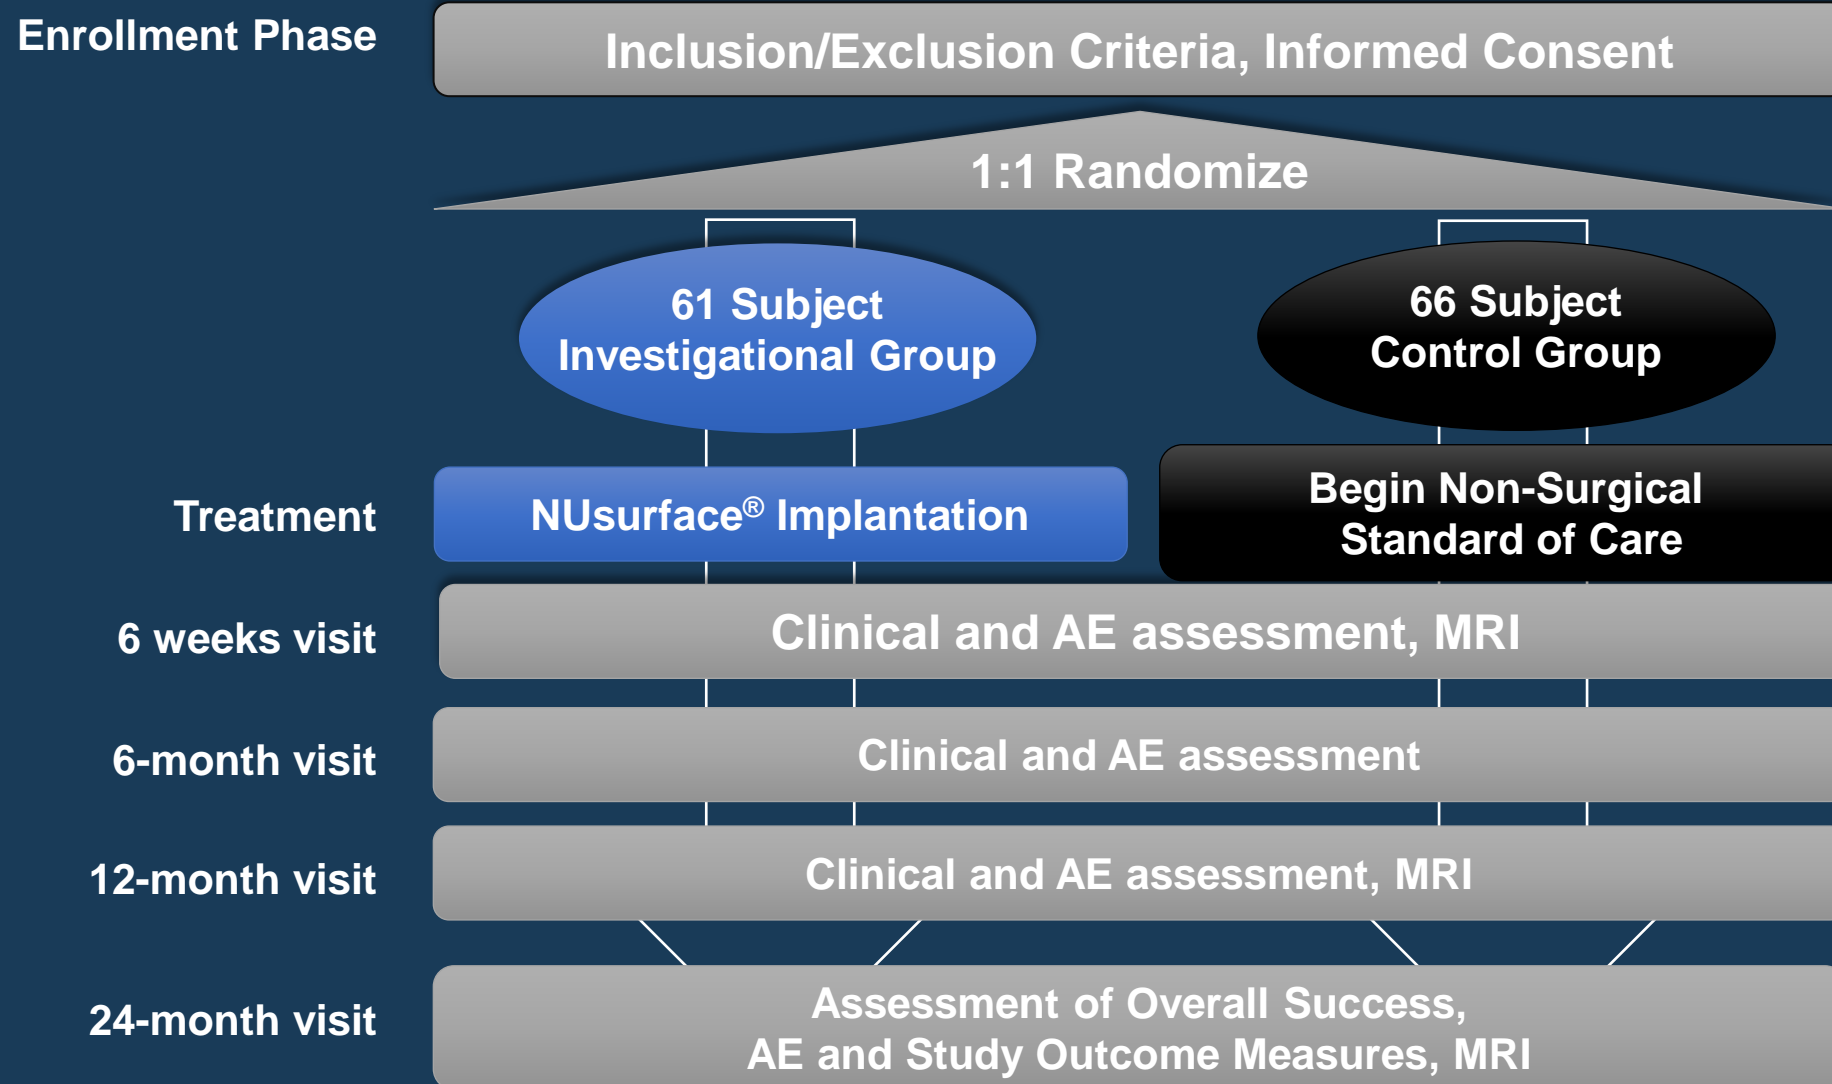 Enrollment Phase
Inclusion/Exclusion Criteria, Informed Consent
1:1 Randomize
61 Subject
Investigational Group
66 Subject
Control Group
Treatment
NUsurface® Implantation
Begin Non-Surgical
Standard of Care
6 weeks visit
Clinical and AE assessment, MRI
6-month visit
Clinical and AE assessment
12-month visit
Clinical and AE assessment, MRI
24-month visit
Assessment of Overall Success,
AE and Study Outcome Measures, MRI